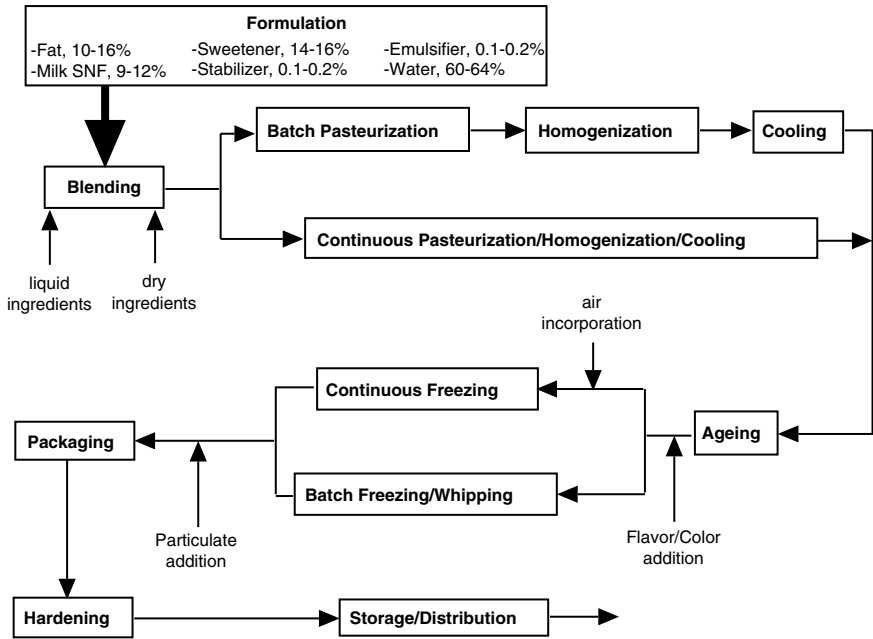 Formulation
-Fat, 10-16%
-Sweetener, 14-16%
-Emulsifier, 0.1-0.2%
-Milk SNF, 9-12%
-Stabilizer, 0.1-0.2%
-Water, 60-64%
Batch Pasteurization
Homogenization
Cooling
Blending
Continuous Pasteurization/Homogenization/Cooling
liquid
ingredients
dry
ingredients
air
incorporation
Continuous Freezing
Ageing
Packaging
Batch Freezing/Whipping
Particulate
addition
Flavor/Color
addition
Hardening
Storage/Distribution